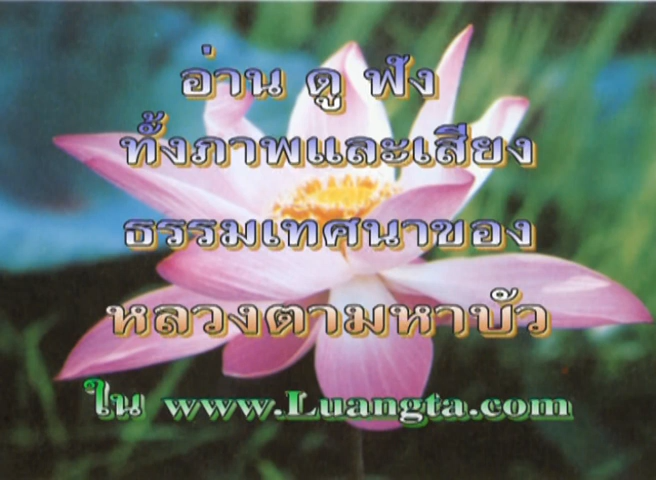 อ่าน ดู ฟัง
ทั้งภาพและเสียง
ธรรมเทศนาของ
หลวงตามหาบัว
ใน www.Luangta.com